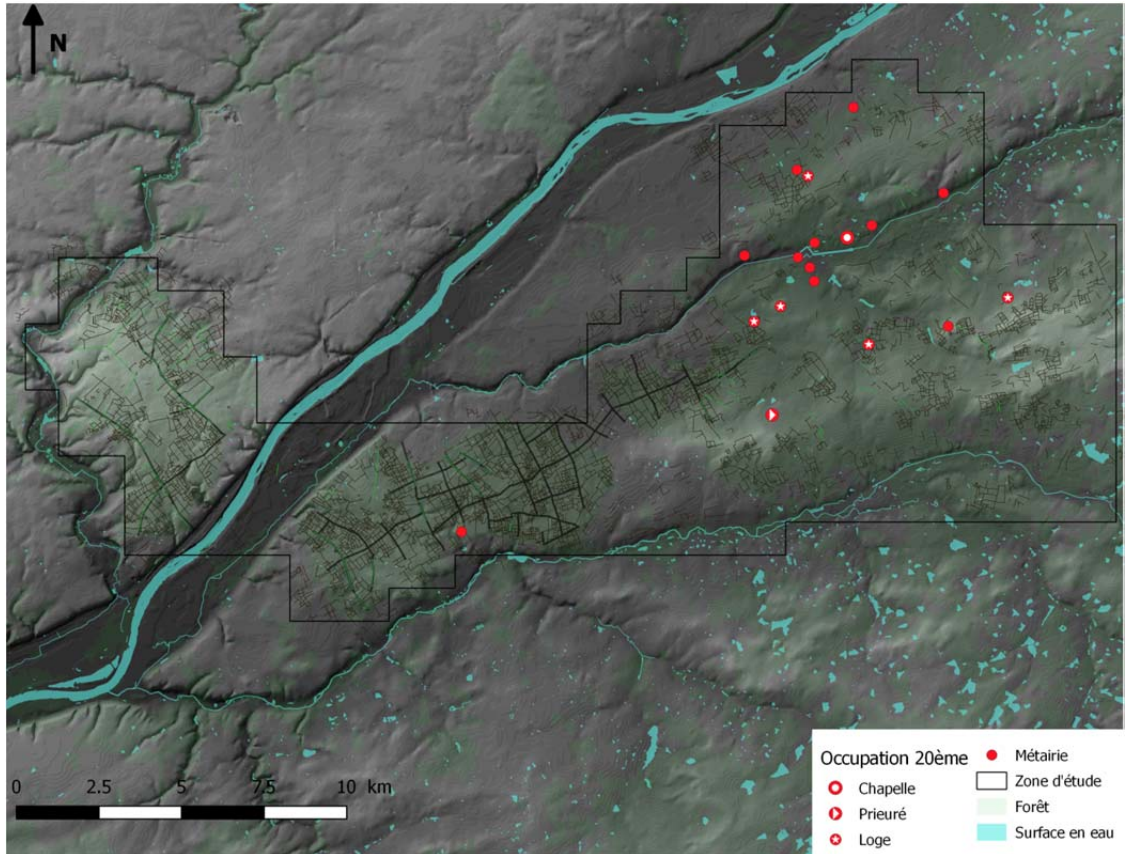 N
0 2.5 5 7.5 10 km
Occupation 20ème
Chapelle
Prieuré
Loge
Métairie
Zone d'étude
Forêt
Surface en eau